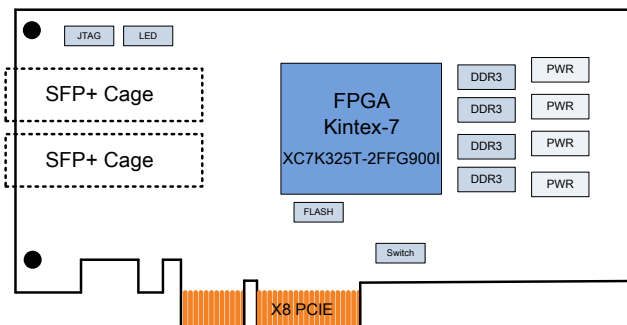 JTAG
LED
SFP+ Cage
SFP+ Cage
FPGA
Kintex-7
XC7K325T-2FFG900I
DDR3
DDR3
DDR3
DDR3
PWR
PWR
PWR
PWR
FLASH
Switch
X8 PCIE